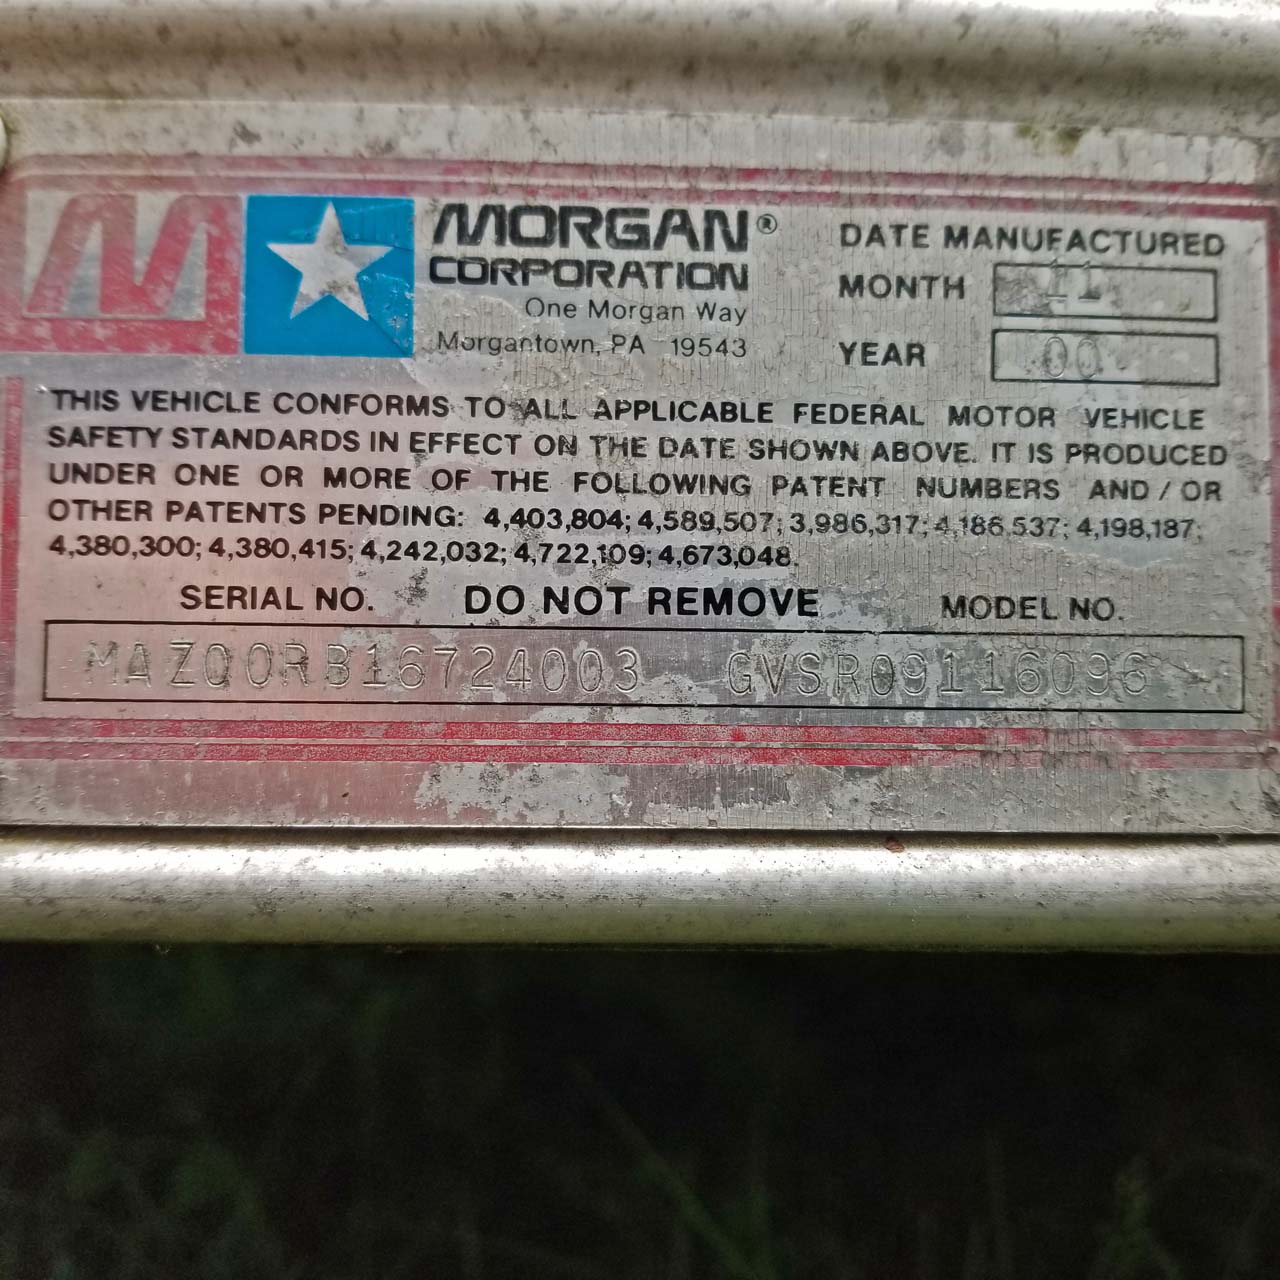 MORGAN®
CORPORATION
One Morgan Way
Morgantown, PA 19543
DATE MANUFACTURED
MONTH 11
YEAR 00
THIS VEHICLE CONFORMS TO ALL APPLICABLE FEDERAL MOTOR VEHICLE
SAFETY STANDARDS IN EFFECT ON THE DATE SHOWN ABOVE. IT IS PRODUCED
UNDER ONE OR MORE OF THE FOLLOWING PATENT NUMBERS AND / OR
OTHER PATENTS PENDING: 4,403,804; 4,589,507; 3,986,317; 4,186,537; 4,198,187;
4,380,300; 4,380,415; 4,242,032; 4,722,109; 4,673,048.
SERIAL NO. DO NOT REMOVE MODEL NO.
MAZ00RB16724003 GVSR09116096